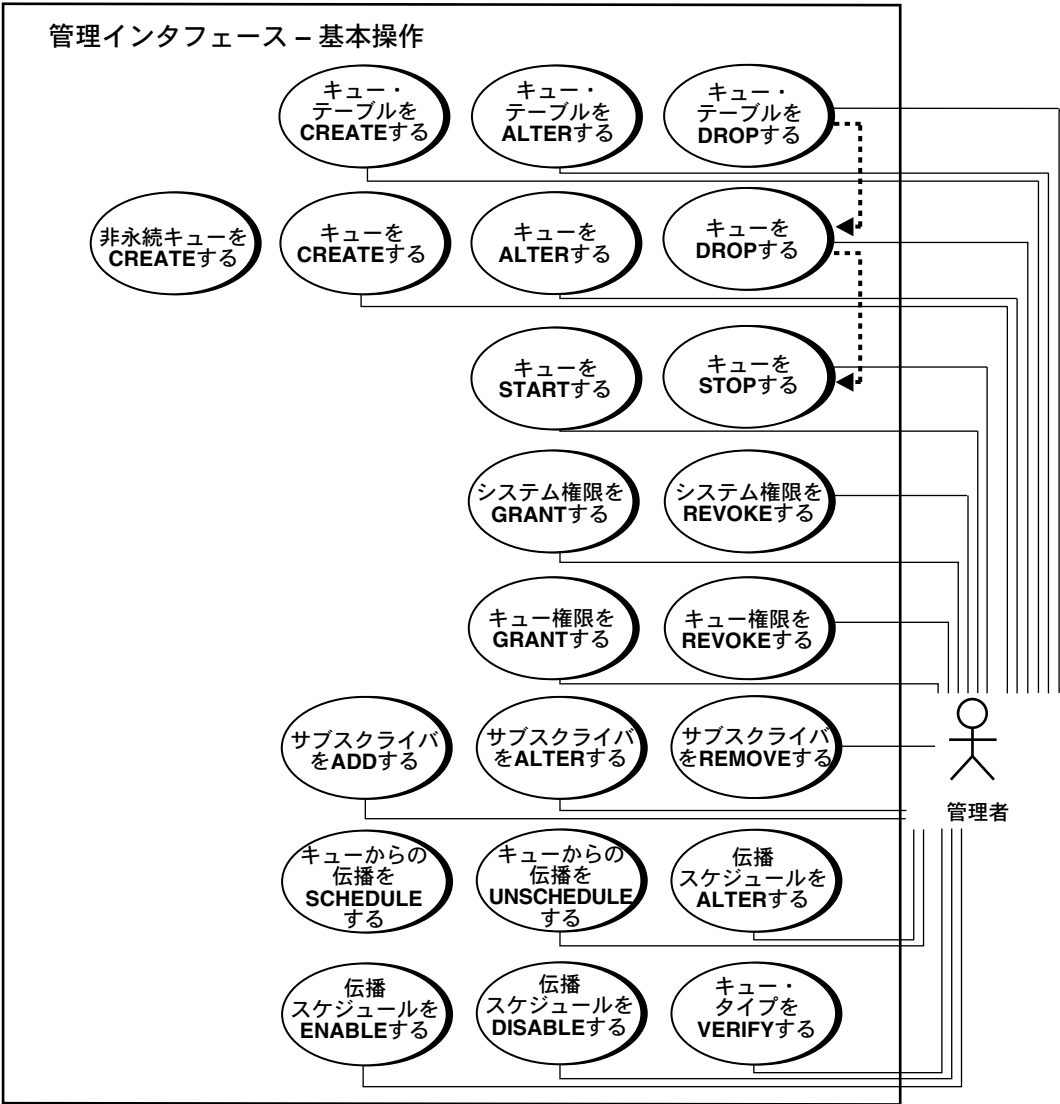 管理インタフェース – 基本操作
キュー・
テーブルを
CREATEする
キュー・
テーブルを
ALTERする
キュー・
テーブルを
DROPする
非永続キューを
CREATEする
キューを
CREATEする
キューを
ALTERする
キューを
DROPする
キューを
STARTする
キューを
STOPする
システム権限を
GRANTする
システム権限を
REVOKEする
キュー権限を
GRANTする
キュー権限を
REVOKEする
サブスクライバ
をADDする
サブスクライバ
をALTERする
サブスクライバ
をREMOVEする
管理者
キューからの
伝播を
SCHEDULE
する
キューからの
伝播を
UNSCHEDULE
する
伝播
スケジュールを
ALTERする
伝播
スケジュールを
ENABLEする
伝播
スケジュールを
DISABLEする
キュー・
タイプを
VERIFYする